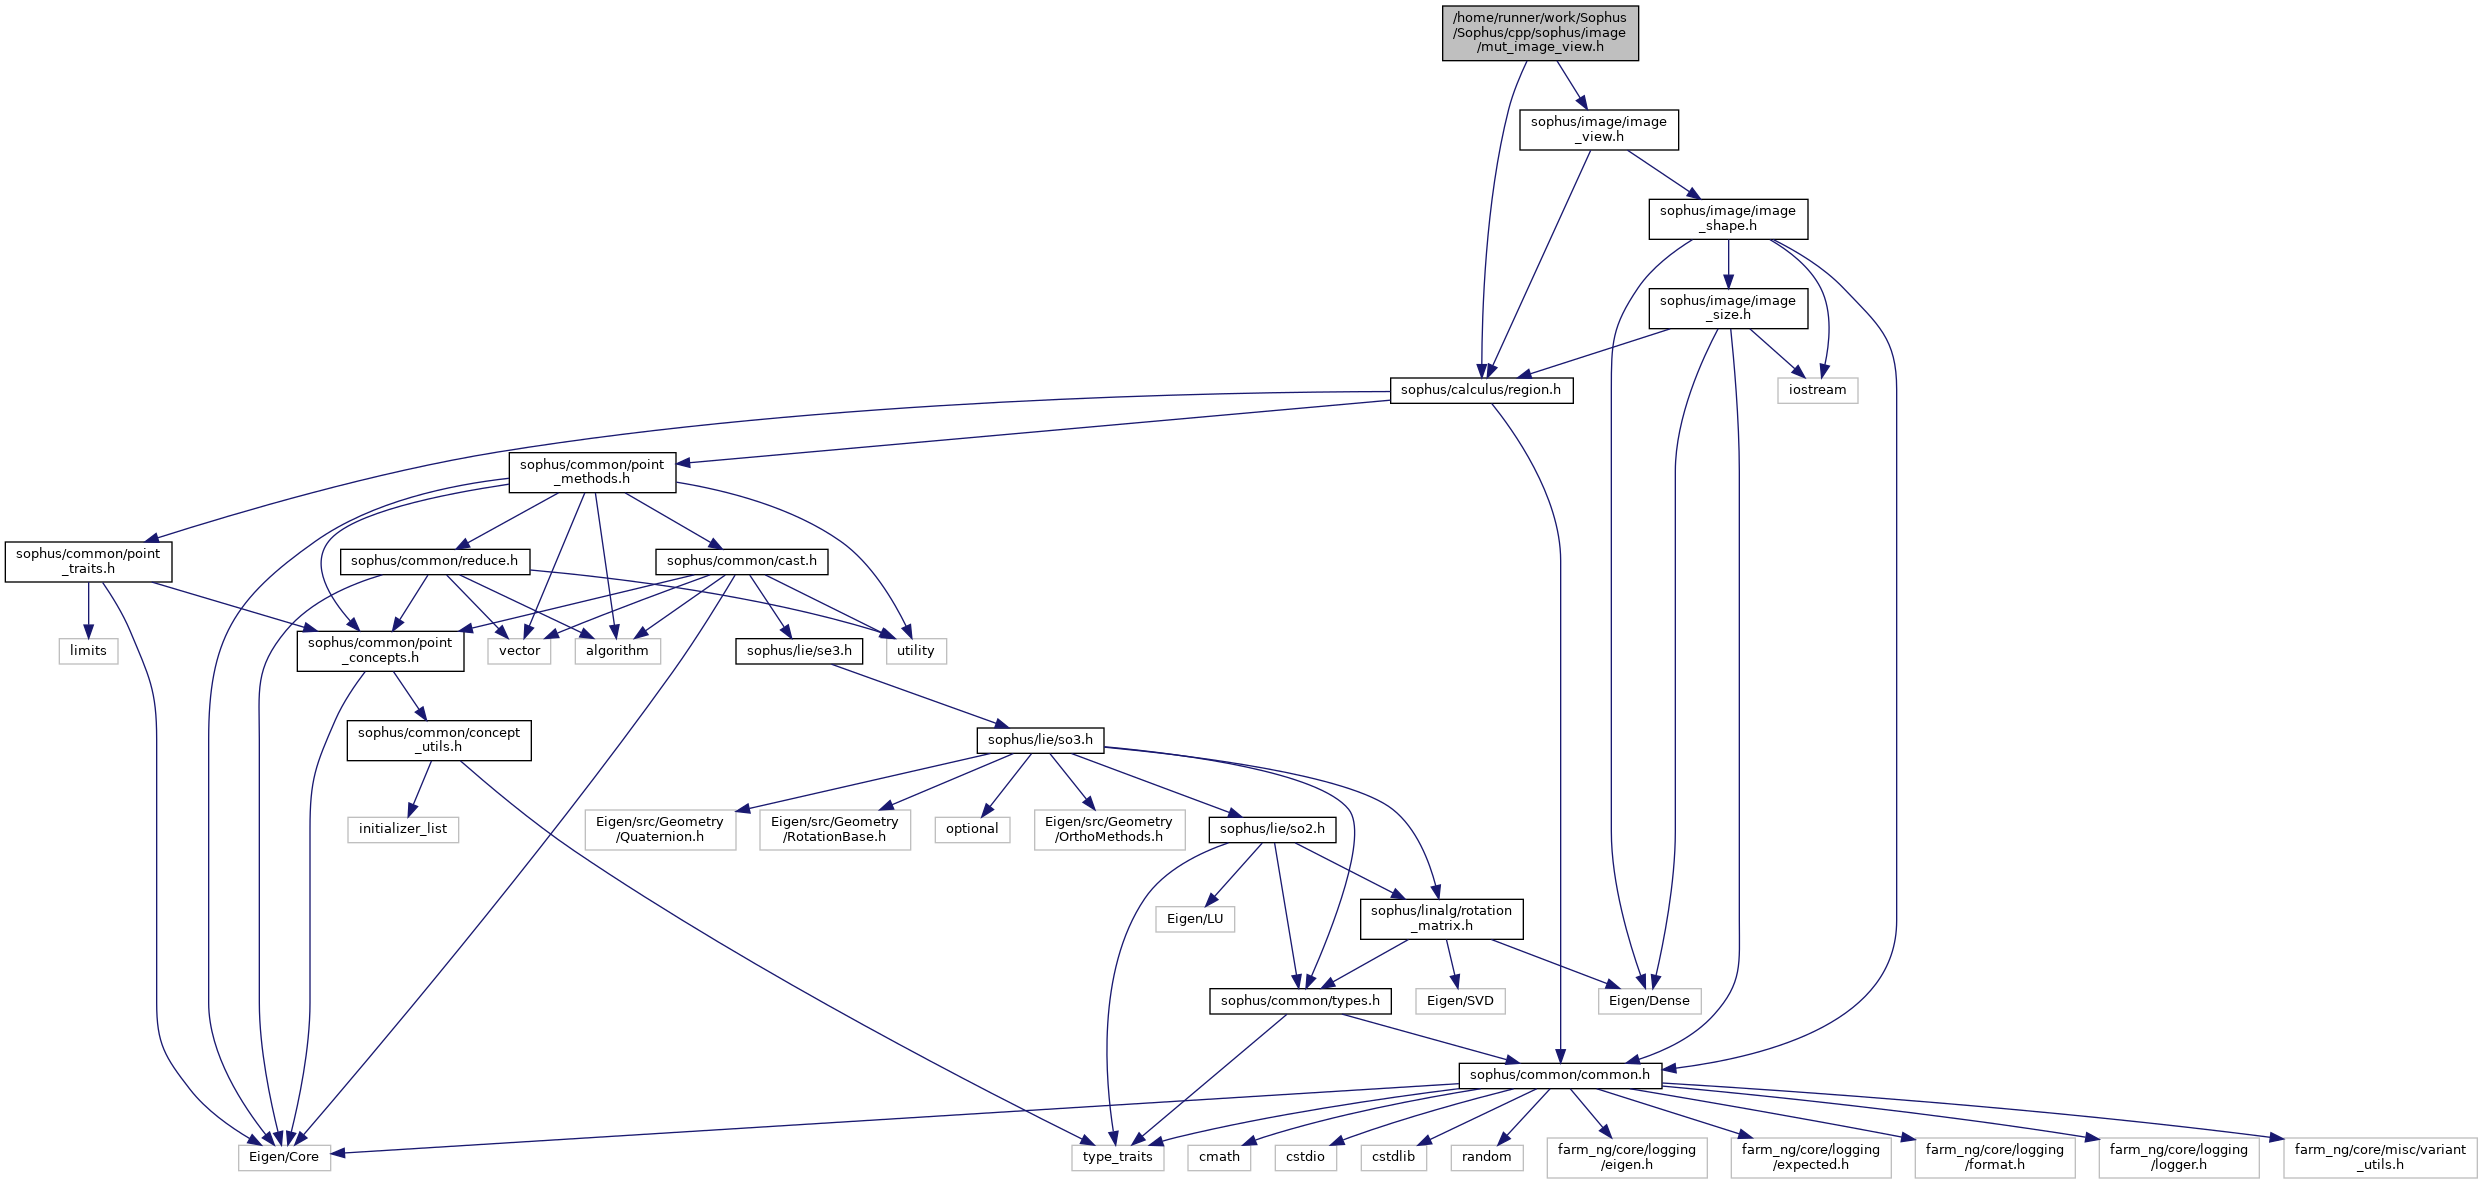 /home/runner/work/Sophus
/Sophus/cpp/sophus/image
/mut_image_view.h
sophus/image/image
_view.h
sophus/image/image
_shape.h
sophus/image/image
_size.h
sophus/calculus/region.h
iostream
sophus/common/point
_methods.h
sophus/common/point
_traits.h
sophus/common/reduce.h
sophus/common/cast.h
limits
sophus/common/point
_concepts.h
vector
algorithm
sophus/lie/se3.h
utility
sophus/common/concept
_utils.h
sophus/lie/so3.h
initializer_list
Eigen/src/Geometry
/Quaternion.h
Eigen/src/Geometry
/RotationBase.h
optional
Eigen/src/Geometry
/OrthoMethods.h
sophus/lie/so2.h
Eigen/LU
sophus/linalg/rotation
_matrix.h
sophus/common/types.h
Eigen/SVD
Eigen/Dense
sophus/common/common.h
Eigen/Core
type_traits
cmath
cstdio
cstdlib
random
farm_ng/core/logging
/eigen.h
farm_ng/core/logging
/expected.h
farm_ng/core/logging
/format.h
farm_ng/core/logging
/logger.h
farm_ng/core/misc/variant
_utils.h